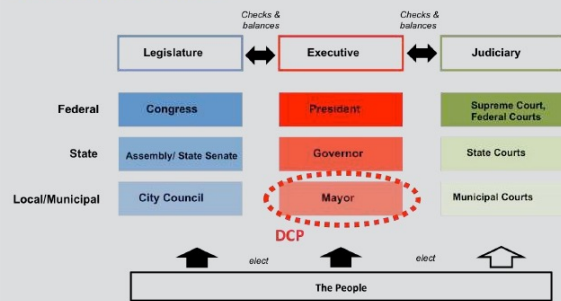 Checks &
balances
Checks &
balances
Legislature
Executive
Judiciary
Federal
Congress
President
Supreme Court,
Federal Courts
State
Assembly/ State Senate
Governor
State Courts
Local/Municipal
City Council
Mayor
Municipal Courts
DCP
elect
elect
The People